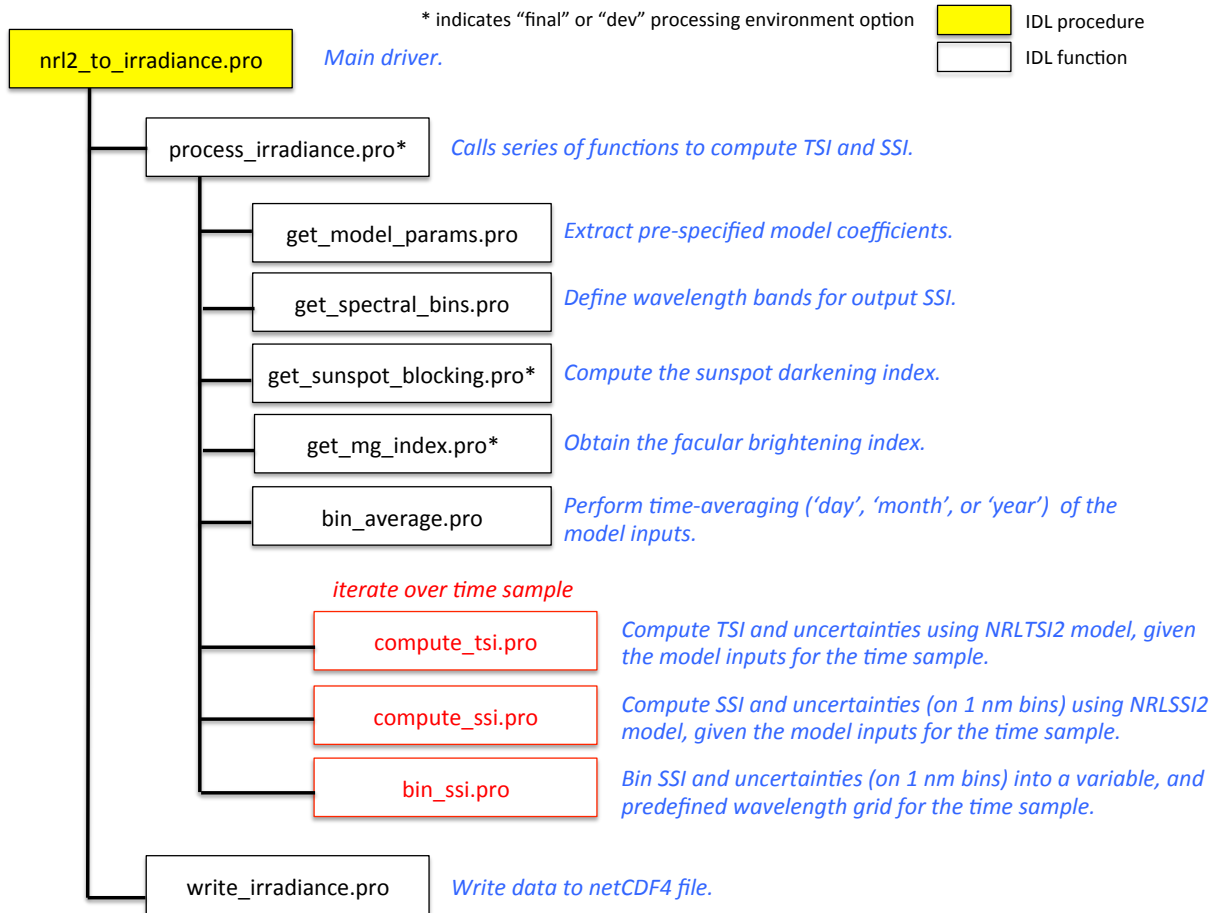 * indicates “final” or “dev” processing environment option
IDL procedure
IDL function
nrl2_to_irradiance.pro
Main driver.
process_irradiance.pro*
Calls series of functions to compute TSI and SSI.
get_model_params.pro
Extract pre-specified model coefficients.
get_spectral_bins.pro
Define wavelength bands for output SSI.
get_sunspot_blocking.pro*
Compute the sunspot darkening index.
get_mg_index.pro*
Obtain the facular brightening index.
bin_average.pro
Perform time-averaging (‘day’, ‘month’, or ‘year’) of the
model inputs.
iterate over time sample
compute_tsi.pro
Compute TSI and uncertainties using NRLTSI2 model, given
the model inputs for the time sample.
compute_ssi.pro
Compute SSI and uncertainties (on 1 nm bins) using NRLSSI2
model, given the model inputs for the time sample.
bin_ssi.pro
Bin SSI and uncertainties (on 1 nm bins) into a variable, and
predefined wavelength grid for the time sample.
write_irradiance.pro
Write data to netCDF4 file.